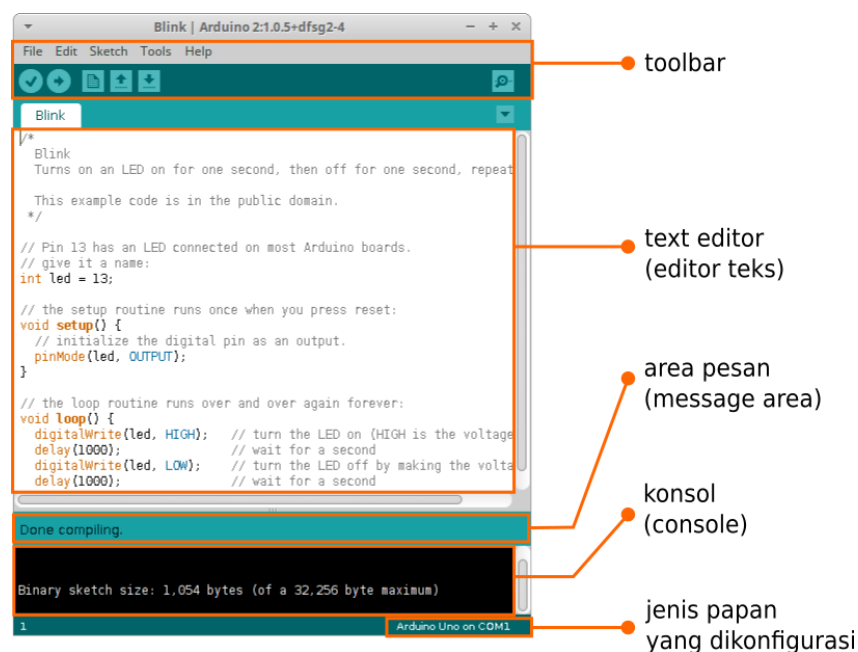 Blink | Arduino 2:1.0.5+dfsg2-4
File Edit Sketch Tools Help
toolbar
Blink
/*
  Blink
  Turns on an LED on for one second, then off for one second, repeat
  This example code is in the public domain.
 */
// Pin 13 has an LED connected on most Arduino boards.
// give it a name:
int led = 13;
// the setup routine runs once when you press reset:
void setup() {
  // initialize the digital pin as an output.
  pinMode(led, OUTPUT);
}
// the loop routine runs over and over again forever:
void loop() {
  digitalWrite(led, HIGH);   // turn the LED on (HIGH is the voltage
  delay(1000);               // wait for a second
  digitalWrite(led, LOW);    // turn the LED off by making the volta
  delay(1000);               // wait for a second
text editor
(editor teks)
area pesan
(message area)
Done compiling.
konsol
(console)
Binary sketch size: 1,054 bytes (of a 32,256 byte maximum)
1
Arduino Uno on COM1
jenis papan
yang dikonfigurasi